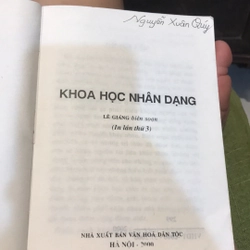 Nguyễn Xuân Quý
KHOA HỌC NHÂN DẠNG
LÊ GIẢNG biên soạn
(In lần thứ 3)
NHÀ XUẤT BẢN VĂN HOÁ DÂN TỘC
HÀ NỘI - 2000